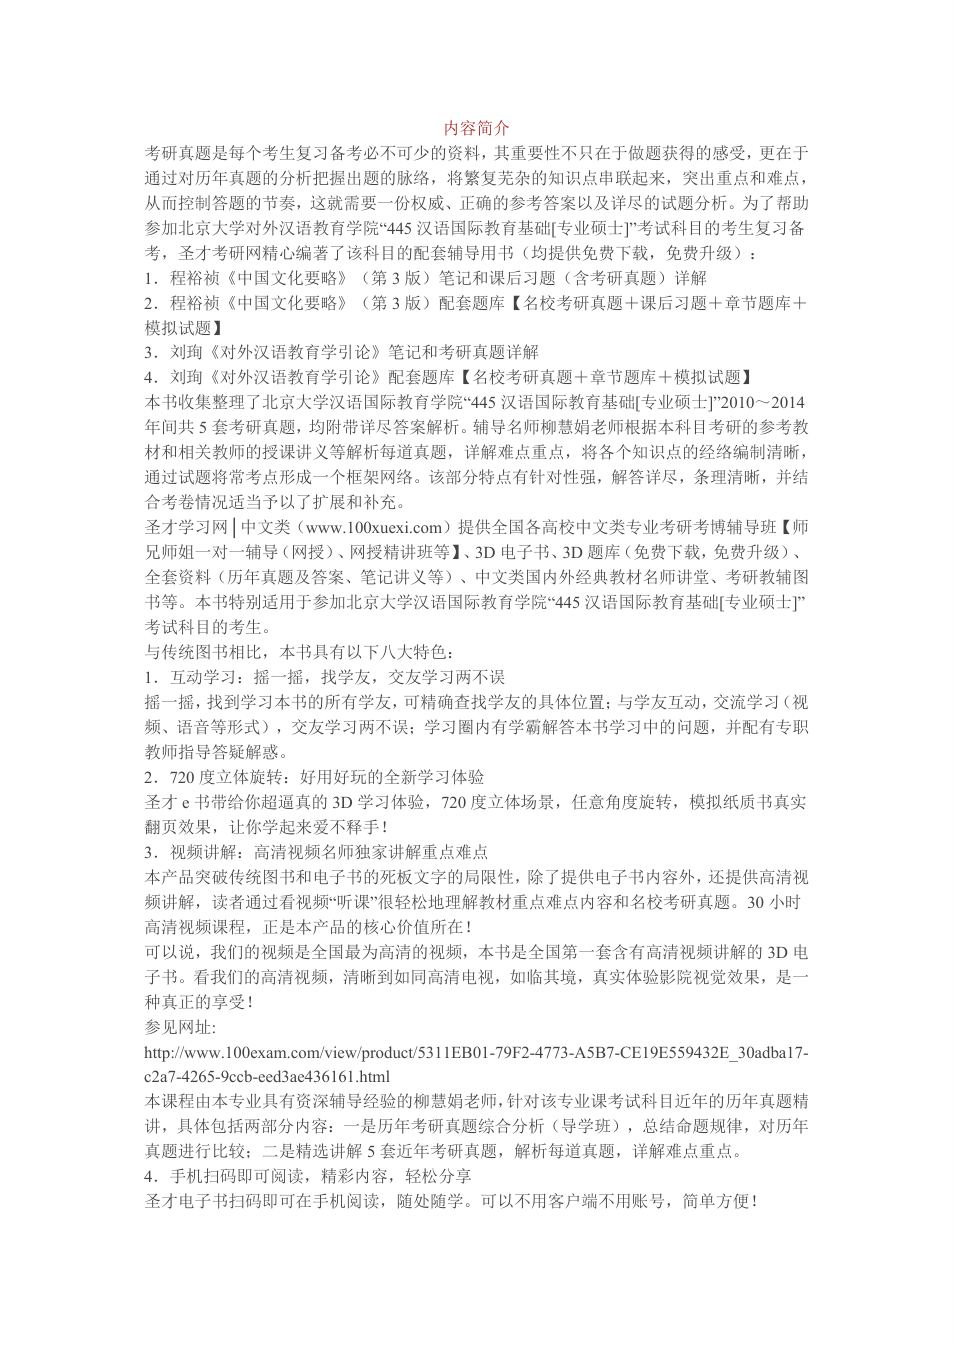 内容简介
考研真题是每个考生复习备考必不可少的资料，其重要性不只在于做题获得的感受，更在于
通过对历年真题的分析把握出题的脉络，将繁复芜杂的知识点串联起来，突出重点和难点，
从而控制答题的节奏，这就需要一份权威、正确的参考答案以及详尽的试题分析。为了帮助
参加北京大学对外汉语教育学院“445 汉语国际教育基础[专业硕士]”考试科目的考生复习备
考，圣才考研网精心编著了该科目的配套辅导用书（均提供免费下载，免费升级）：
1．程裕祯《中国文化要略》（第 3 版）笔记和课后习题（含考研真题）详解
2．程裕祯《中国文化要略》（第 3 版）配套题库【名校考研真题＋课后习题＋章节题库＋
模拟试题】
3．刘珣《对外汉语教育学引论》笔记和考研真题详解
4．刘珣《对外汉语教育学引论》配套题库【名校考研真题＋章节题库＋模拟试题】
本书收集整理了北京大学汉语国际教育学院“445 汉语国际教育基础[专业硕士]”2010～2014
年间共 5 套考研真题，均附带详尽答案解析。辅导名师柳慧娟老师根据本科目考研的参考教
材和相关教师的授课讲义等解析每道真题，详解难点重点，将各个知识点的经络编制清晰，
通过试题将常考点形成一个框架网络。该部分特点有针对性强，解答详尽，条理清晰，并结
合考卷情况适当予以了扩展和补充。
圣才学习网│中文类（www.100xuexi.com）提供全国各高校中文类专业考研考博辅导班【师
兄师姐一对一辅导（网授）、网授精讲班等】、3D 电子书、3D 题库（免费下载，免费升级）、
全套资料（历年真题及答案、笔记讲义等）、中文类国内外经典教材名师讲堂、考研教辅图
书等。本书特别适用于参加北京大学汉语国际教育学院“445 汉语国际教育基础[专业硕士]”
考试科目的考生。
与传统图书相比，本书具有以下八大特色：
1．互动学习：摇一摇，找学友，交友学习两不误
摇一摇，找到学习本书的所有学友，可精确查找学友的具体位置；与学友互动，交流学习（视
频、语音等形式），交友学习两不误；学习圈内有学霸解答本书学习中的问题，并配有专职
教师指导答疑解惑。
2．720 度立体旋转：好用好玩的全新学习体验
圣才 e 书带给你超逼真的 3D 学习体验，720 度立体场景，任意角度旋转，模拟纸质书真实
翻页效果，让你学起来爱不释手！
3．视频讲解：高清视频名师独家讲解重点难点
本产品突破传统图书和电子书的死板文字的局限性，除了提供电子书内容外，还提供高清视
频讲解，读者通过看视频“听课”很轻松地理解教材重点难点内容和名校考研真题。30 小时
高清视频课程，正是本产品的核心价值所在！
可以说，我们的视频是全国最为高清的视频，本书是全国第一套含有高清视频讲解的 3D 电
子书。看我们的高清视频，清晰到如同高清电视，如临其境，真实体验影院视觉效果，是一
种真正的享受！
参见网址:
http://www.100exam.com/view/product/5311EB01-79F2-4773-A5B7-CE19E559432E_30adba17-
c2a7-4265-9ccb-eed3ae436161.html
本课程由本专业具有资深辅导经验的柳慧娟老师，针对该专业课考试科目近年的历年真题精
讲，具体包括两部分内容：一是历年考研真题综合分析（导学班），总结命题规律，对历年
真题进行比较；二是精选讲解 5 套近年考研真题，解析每道真题，详解难点重点。
4．手机扫码即可阅读，精彩内容，轻松分享
圣才电子书扫码即可在手机阅读，随处随学。可以不用客户端不用账号，简单方便！